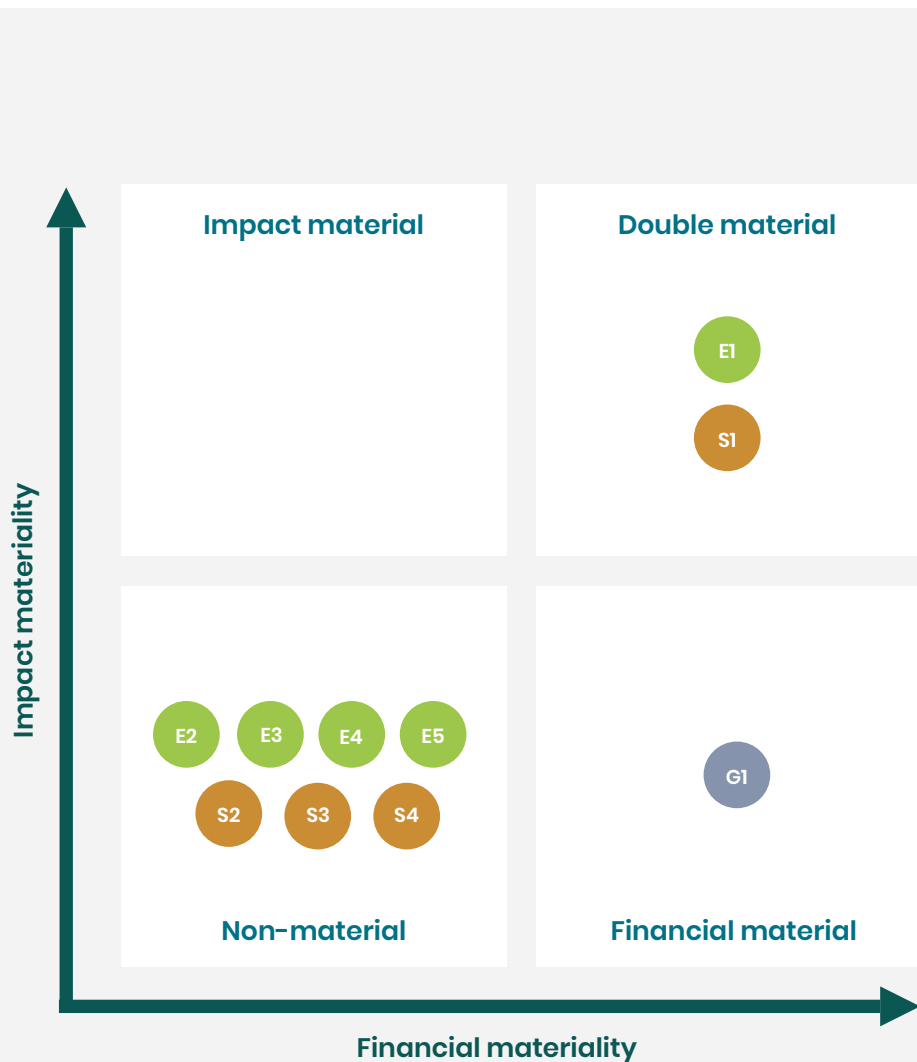 Impact material
Double material
E1
S1
Impact materiality
E2 E3 E4 E5
S2 S3 S4
G1
Non-material
Financial material
Financial materiality